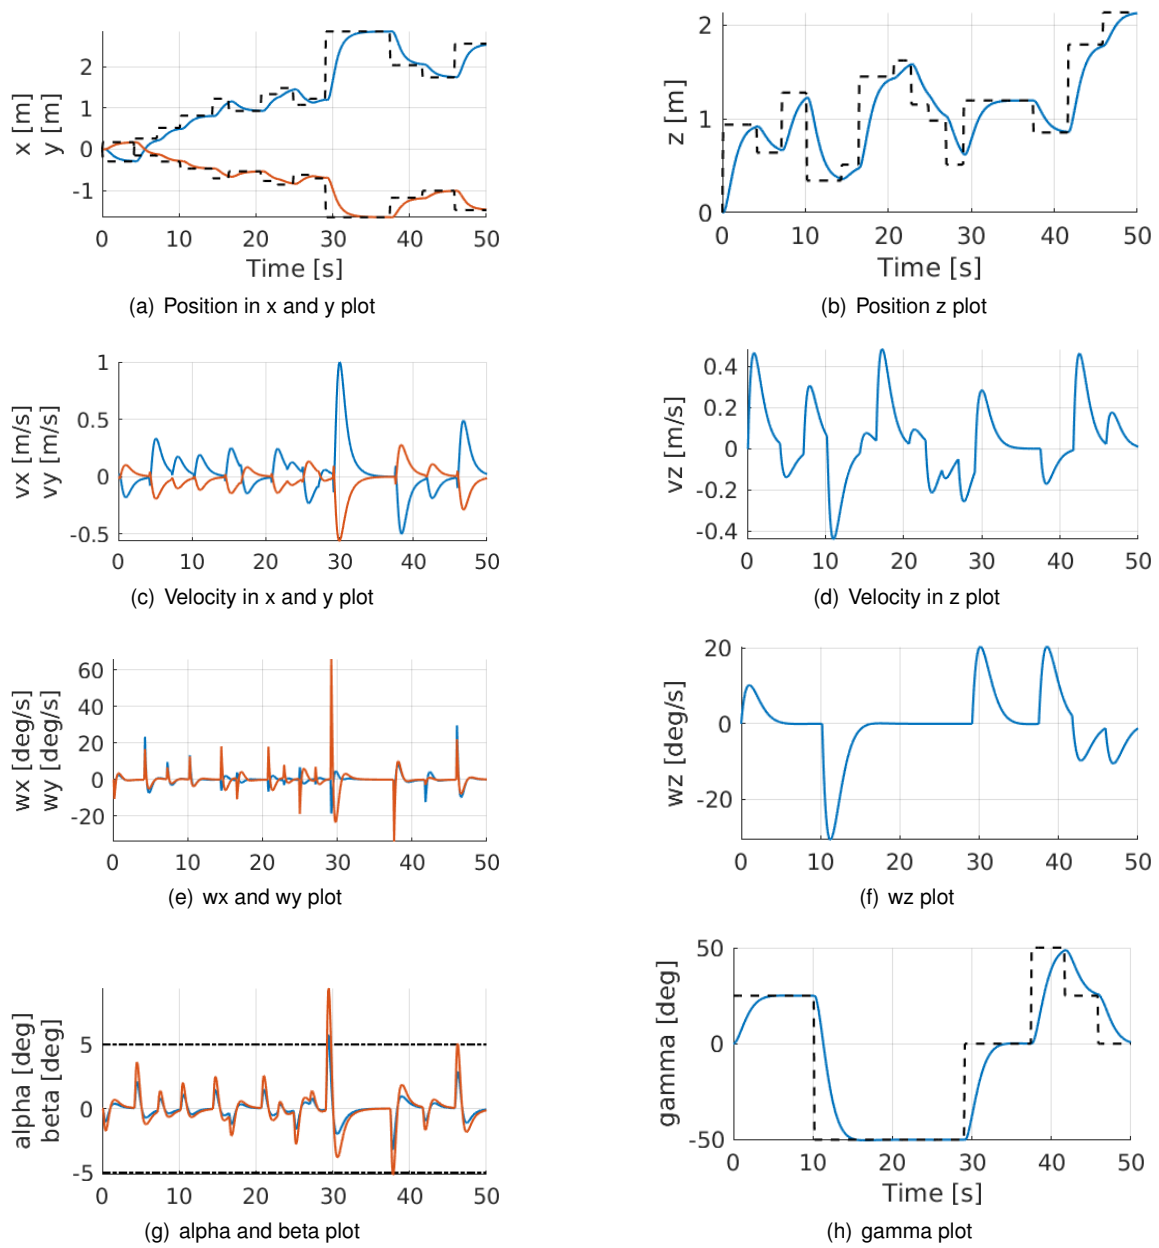 x [m]
y [m]
2
1
0
-1
0 10 20 30 40 50
Time [s]
(a) Position in x and y plot
z [m]
2
1
0
0 10 20 30 40 50
Time [s]
(b) Position z plot
vx [m/s]
vy [m/s]
1
0.5
0
-0.5
0 10 20 30 40 50
(c) Velocity in x and y plot
vz [m/s]
0.4
0.2
0
-0.2
-0.4
0 10 20 30 40 50
(d) Velocity in z plot
wx [deg/s]
wy [deg/s]
60
40
20
0
-20
0 10 20 30 40 50
(e) wx and wy plot
wz [deg/s]
20
0
-20
0 10 20 30 40 50
(f) wz plot
alpha [deg]
beta [deg]
5
0
-5
0 10 20 30 40 50
(g) alpha and beta plot
gamma [deg]
50
0
-50
0 10 20 30 40 50
Time [s]
(h) gamma plot